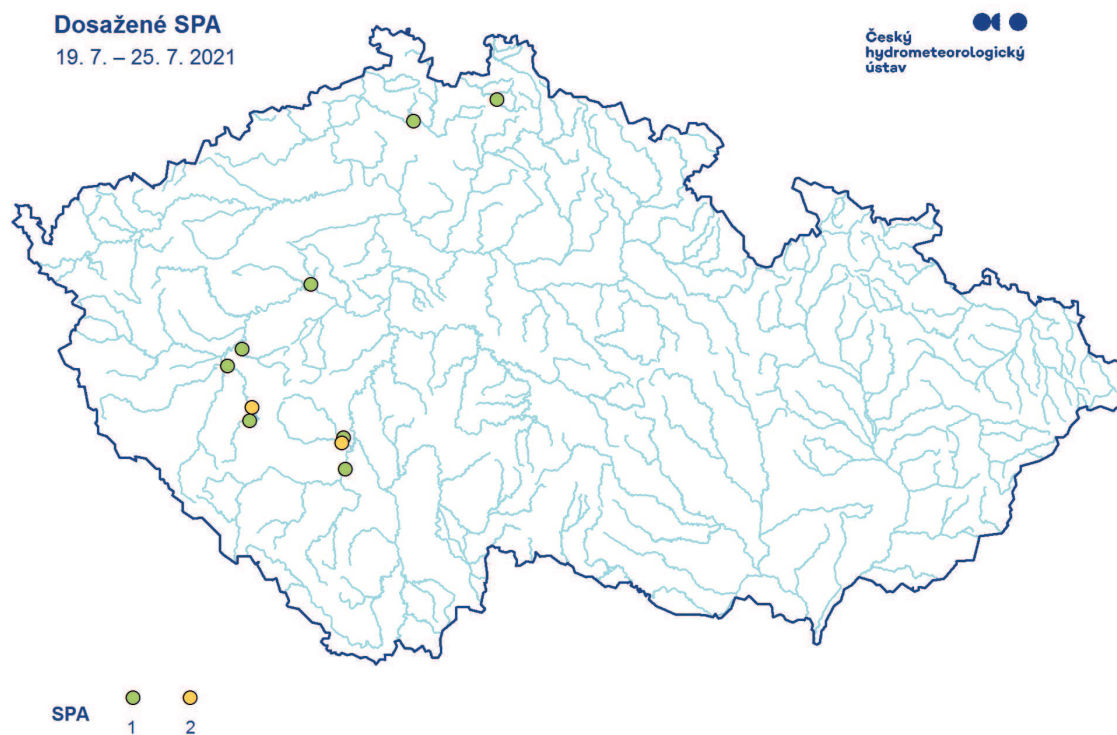 Dosažené SPA
19. 7. – 25. 7. 2021
Český
hydrometeorologický
ústav
SPA
1
2